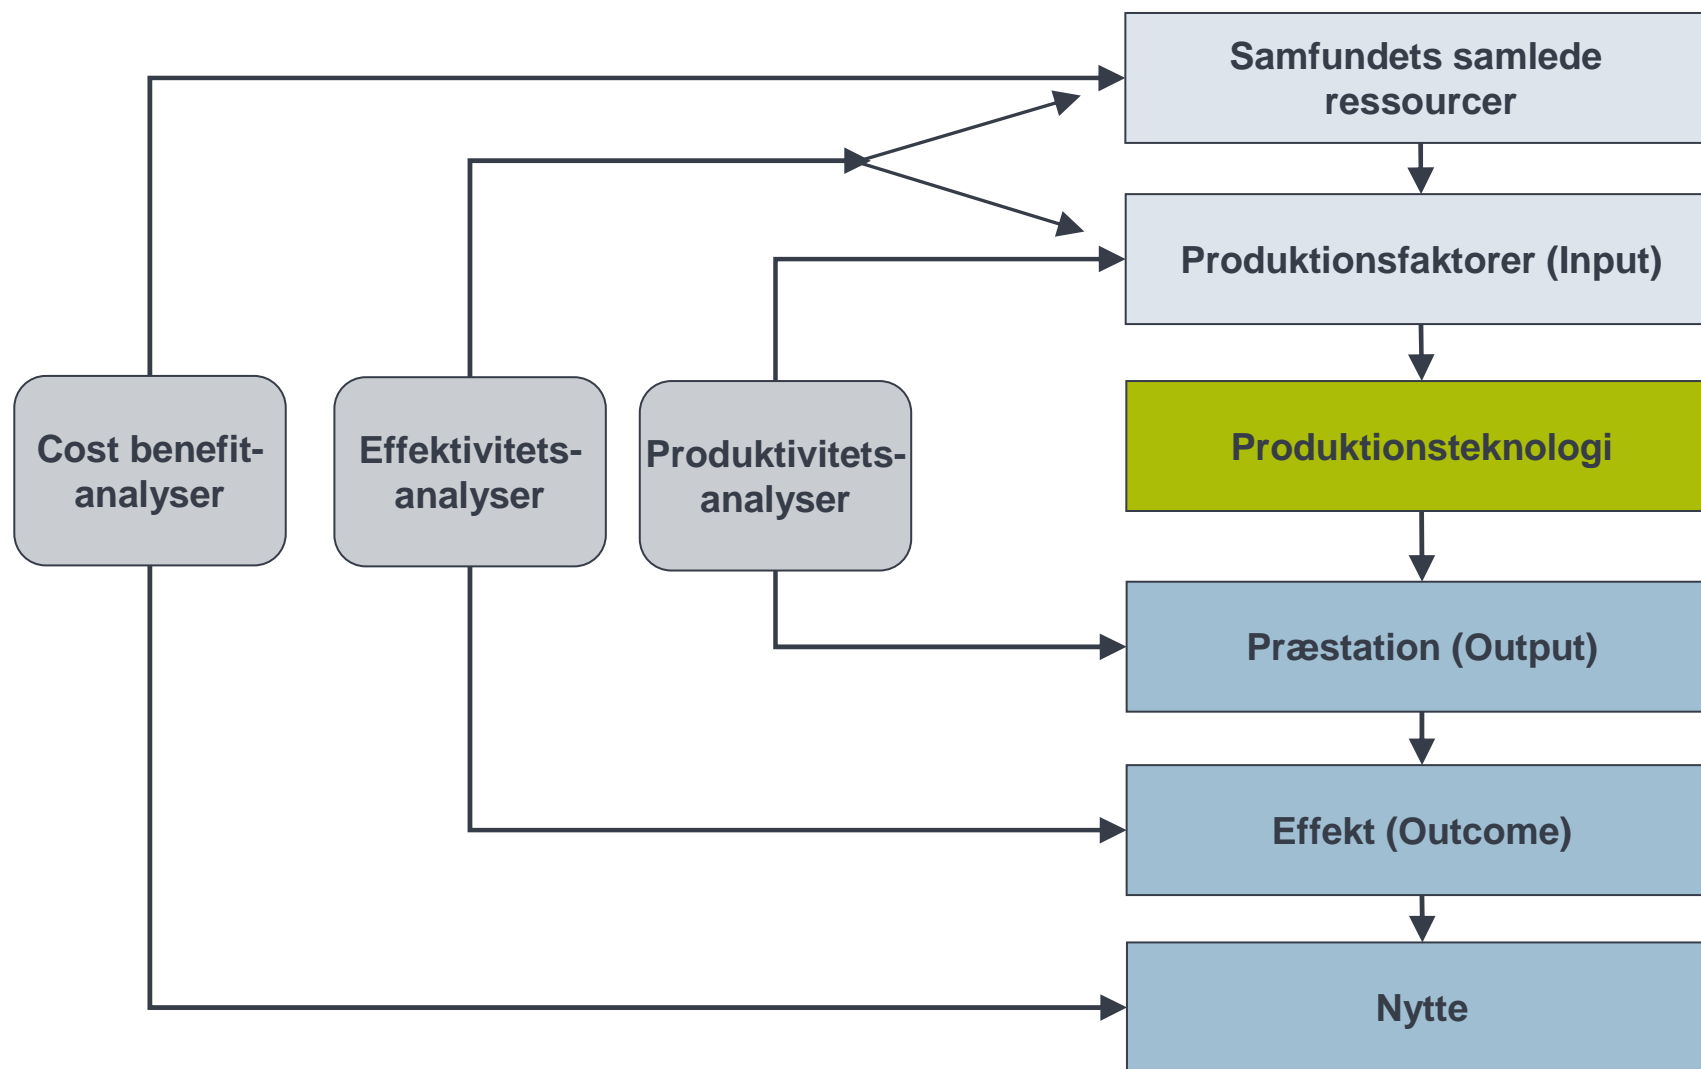 Samfundets samlede
ressourcer
Produktionsfaktorer (Input)
Cost benefit-
analyser
Effektivitets-
analyser
Produktivitets-
analyser
Produktionsteknologi
Præstation (Output)
Effekt (Outcome)
Nytte